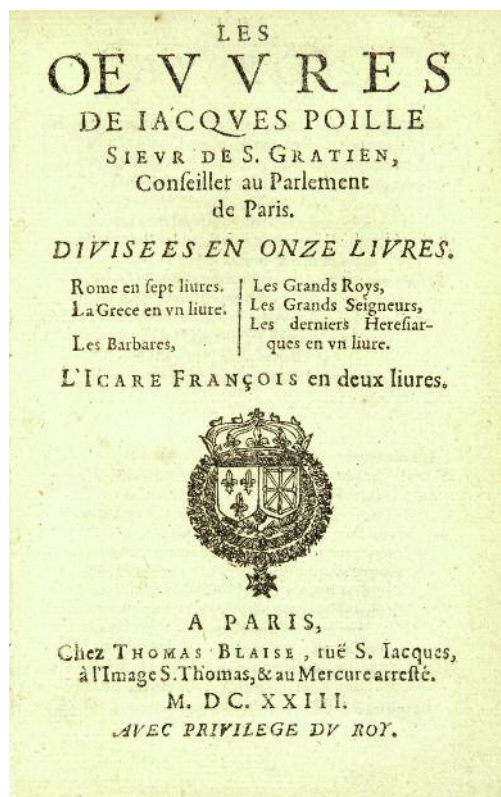 LES
OEVVRES
DE IACQVES POILLE
SIEVR DE S. GRATIEN,
Conſeiller au Parlement
de Paris.
DIVISEES EN ONZE LIVRES.
Rome en ſept liures.
La Grece en vn liure.
Les Barbares,
Les Grands Roys,
Les Grands Seigneurs,
Les derniers Hereſiar-
ques en vn liure.
L'ICARE FRANÇOIS en deux liures.
A PARIS,
Chez THOMAS BLAISE, ruë S. Iacques,
à l'Image S. Thomas, & au Mercure arreſté.
M. DC. XXIII.
AVEC PRIVILEGE DV ROY.